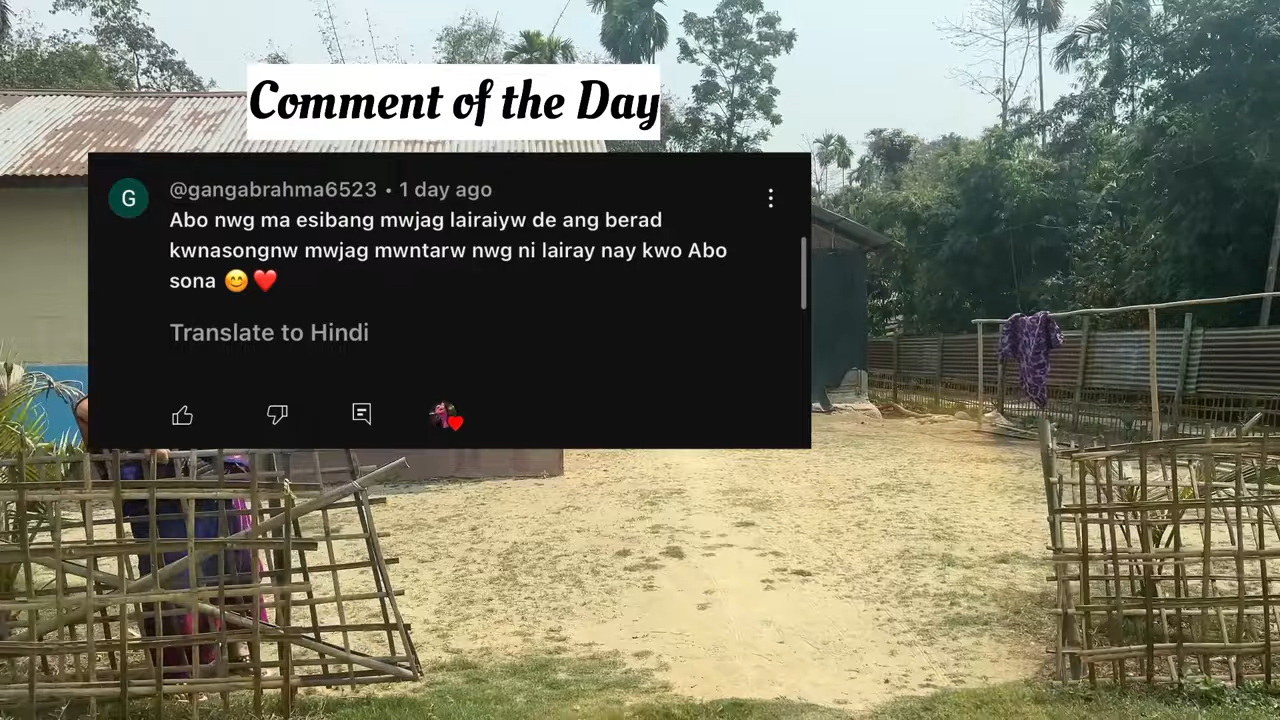 Comment of the Day
G
@gangabrahma6523 • 1 day ago
Abo nwg ma esibang mwjag lairaiyw de ang berad
kwnasongnw mwjag mwntarw nwg ni lairay nay kwo Abo
sona 😊❤️
Translate to Hindi